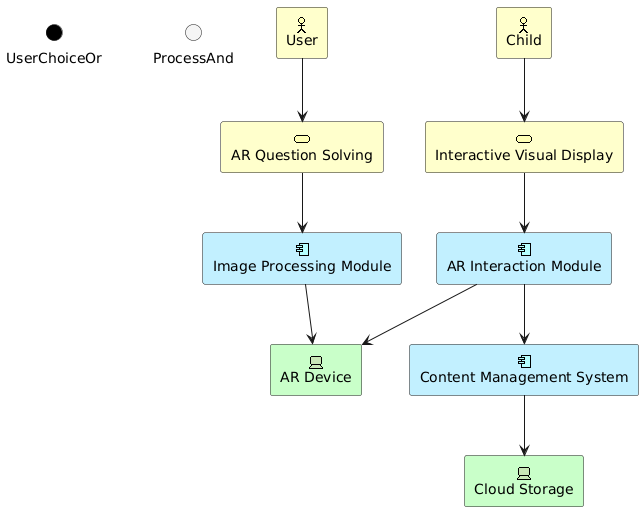 User
Child
UserChoiceOr
ProcessAnd
AR Question Solving
Interactive Visual Display
Image Processing Module
AR Interaction Module
AR Device
Content Management System
Cloud Storage